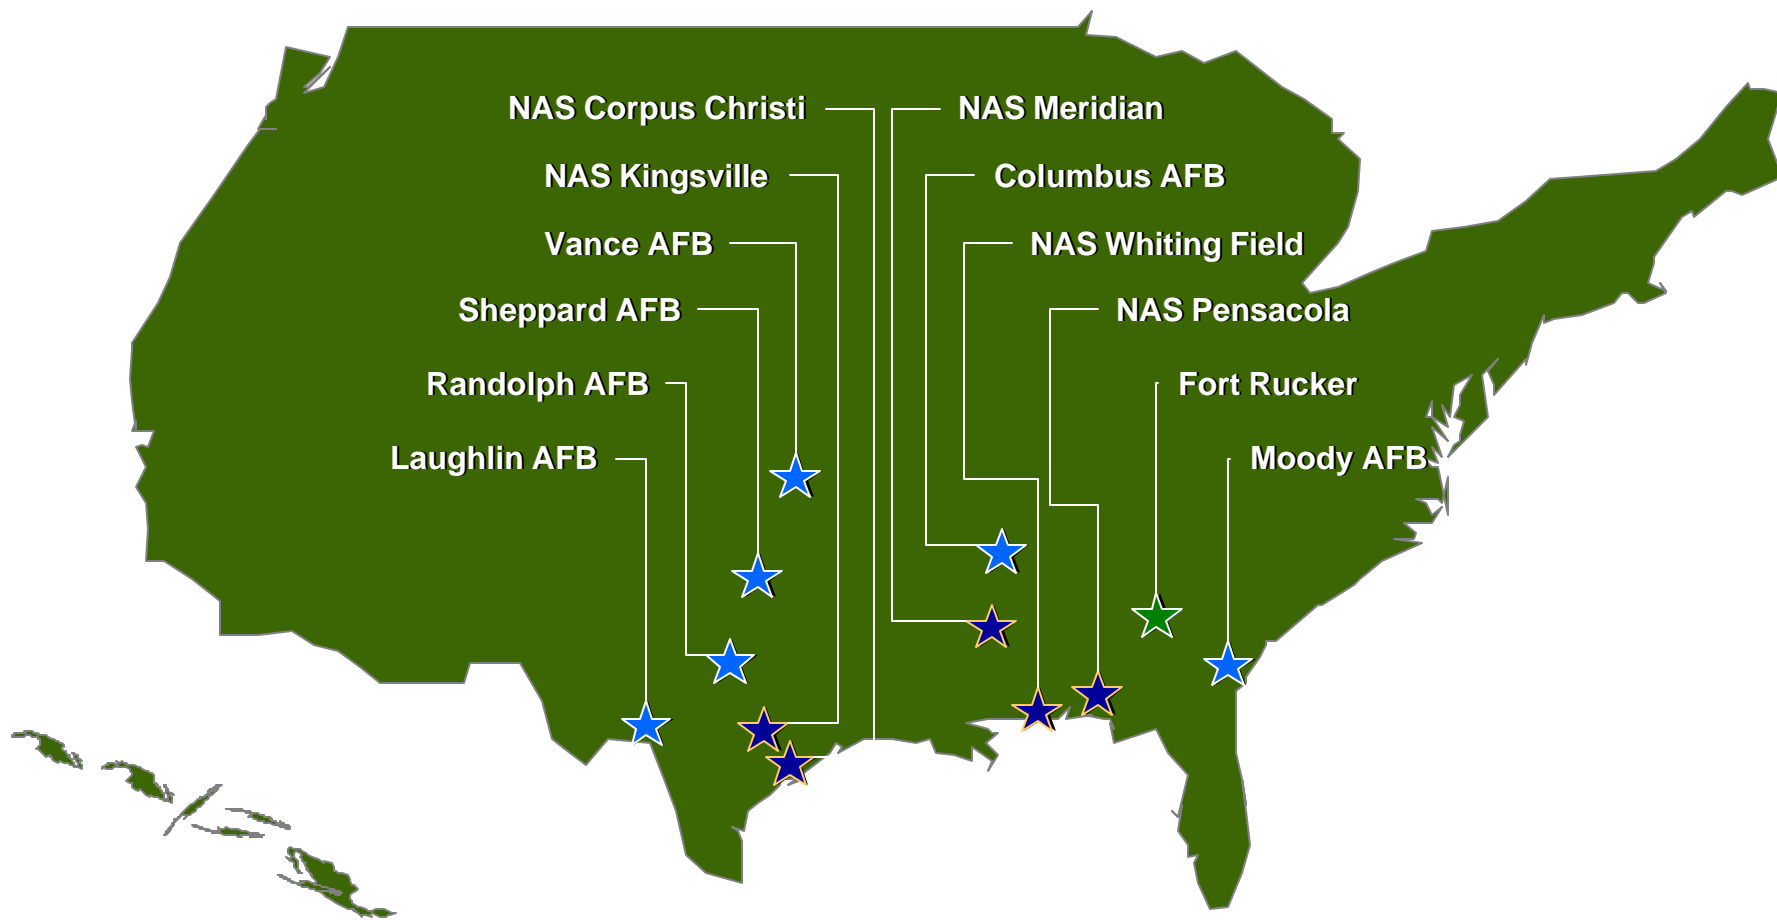 NAS Corpus Christi
NAS Kingsville
Vance AFB
Sheppard AFB
Randolph AFB
Laughlin AFB
NAS Meridian
Columbus AFB
NAS Whiting Field
NAS Pensacola
Fort Rucker
Moody AFB